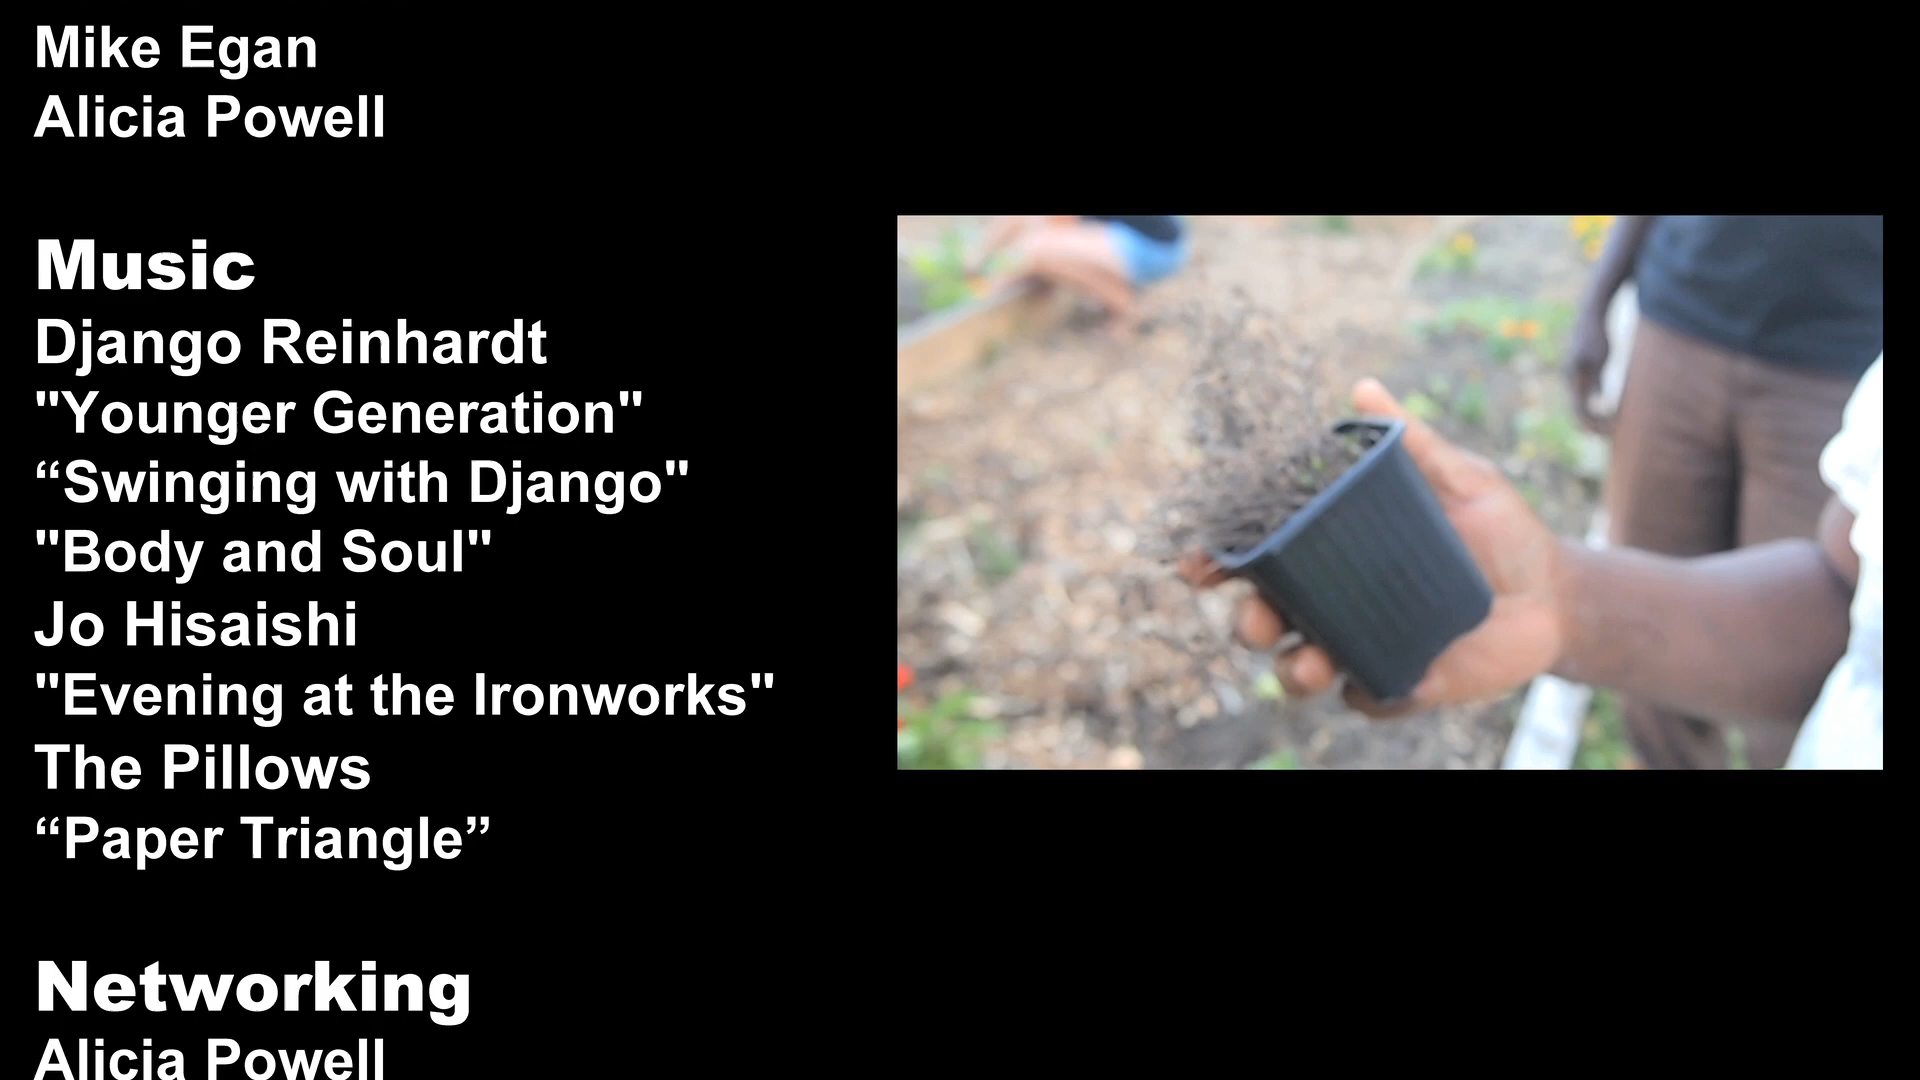 Mike Egan
Alicia Powell
Music
Django Reinhardt
"Younger Generation"
“Swinging with Django"
"Body and Soul"
Jo Hisaishi
"Evening at the Ironworks"
The Pillows
“Paper Triangle”
Networking
Alicia Powell